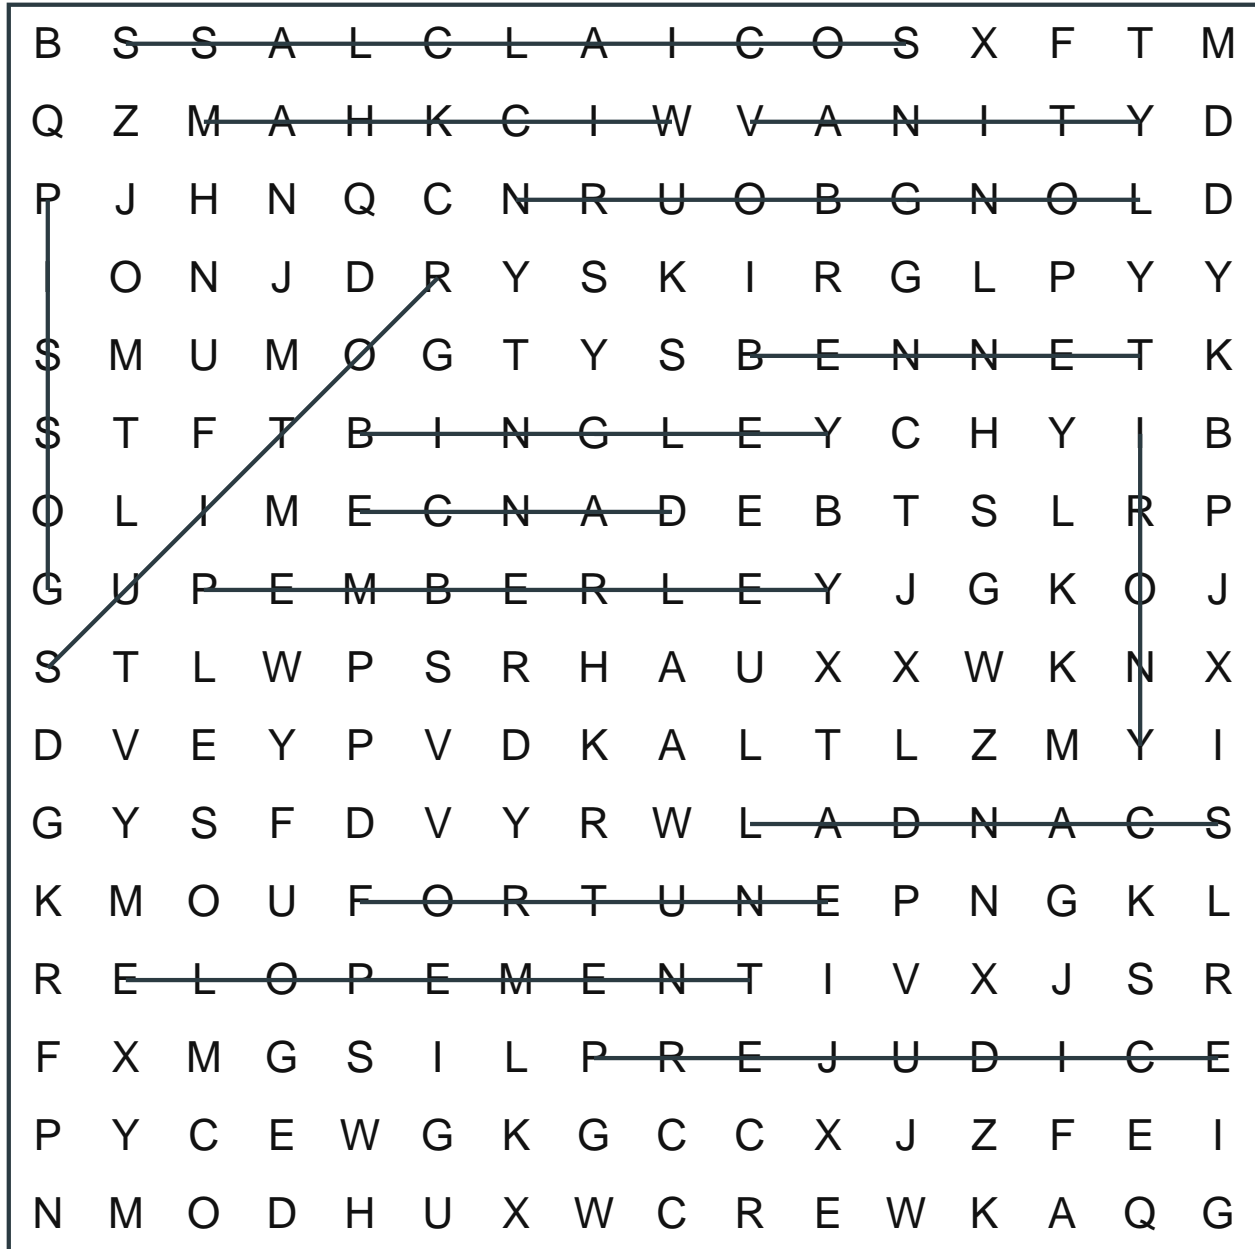 B S S A L C L A I C O S X F T M
Q Z M A H K C I W V A N I T Y D
P J H N Q C N R U O B G N O L D
I O N J D R Y S K I R G L P Y Y
S M U M O G T Y S B E N N E T K
S T F T B I N G L E Y C H Y I B
O L I M E C N A D E B T S L R P
G U P E M B E R L E Y J G K O J
S T L W P S R H A U X X W K N X
D V E Y P V D K A L T L Z M Y I
G Y S F D V Y R W L A D N A C S
K M O U F O R T U N E P N G K L
R E L O P E M E N T I V X J S R
F X M G S I L P R E J U D I C E
P Y C E W G K G C C X J Z F E I
N M O D H U X W C R E W K A Q G